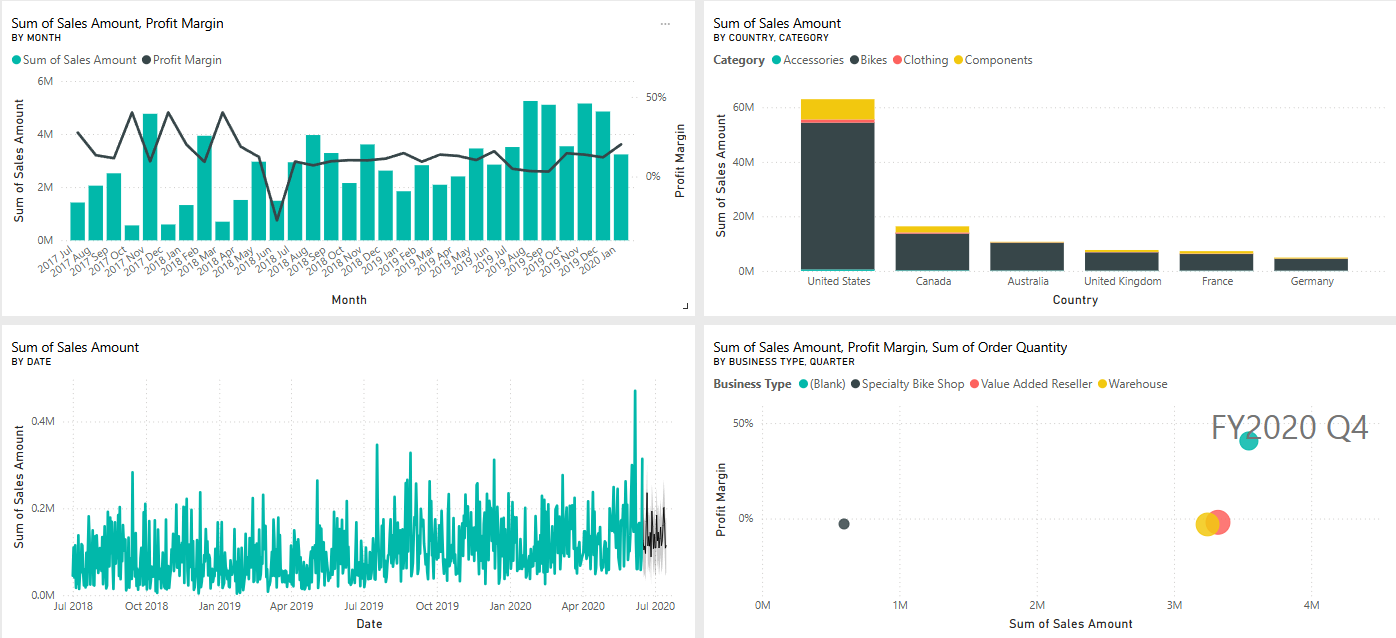 Sum of Sales Amount, Profit Margin
BY MONTH
Sum of Sales Amount Profit Margin
6M
4M
2M
0M
Sum of Sales Amount
50%
0%
Profit Margin
2017 Jul
2017 Aug
2017 Sep
2017 Oct
2017 Nov
2017 Dec
2018 Jan
2018 Feb
2018 Mar
2018 Apr
2018 May
2018 Jun
2018 Jul
2018 Aug
2018 Sep
2018 Oct
2018 Nov
2018 Dec
2019 Jan
2019 Feb
2019 Mar
2019 Apr
2019 May
2019 Jun
2019 Jul
2019 Aug
2019 Sep
2019 Oct
2019 Nov
2019 Dec
2020 Jan
Month
Sum of Sales Amount
BY COUNTRY, CATEGORY
Category Accessories Bikes Clothing Components
60M
40M
20M
0M
Sum of Sales Amount
United States Canada Australia United Kingdom France Germany
Country
Sum of Sales Amount
BY DATE
0.4M
0.2M
0.0M
Sum of Sales Amount
Jul 2018 Oct 2018 Jan 2019 Apr 2019 Jul 2019 Oct 2019 Jan 2020 Apr 2020 Jul 2020
Date
Sum of Sales Amount, Profit Margin, Sum of Order Quantity
BY BUSINESS TYPE, QUARTER
Business Type (Blank) Specialty Bike Shop Value Added Reseller Warehouse
FY2020 Q4
50%
0%
Profit Margin
0M 1M 2M 3M 4M
Sum of Sales Amount